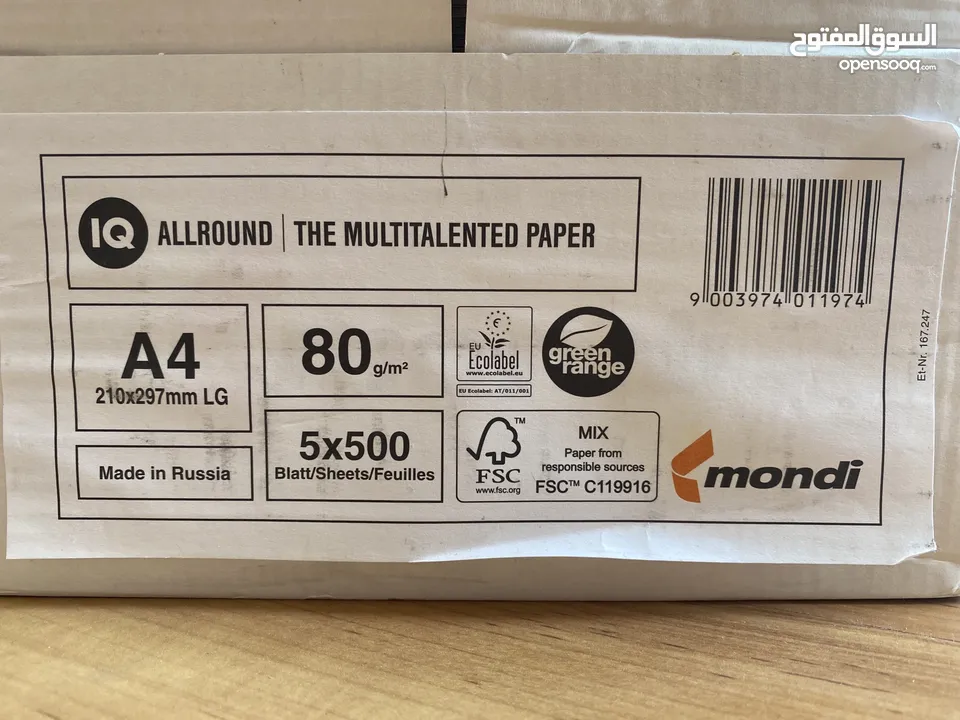 السوق المفتوح
opensooq.com
IQ ALLROUND | THE MULTITALENTED PAPER
9 003974 011974
A4
210x297mm LG
80 g/m²
EU
Ecolabel
www.ecolabel.eu
EU Ecolabel: AT/011/001
green
range
Made in Russia
5x500
Blatt/Sheets/Feuilles
FSC™
www.fsc.org
MIX
Paper from
responsible sources
FSC™ C119916
mondi
Et-Nr. 167.247